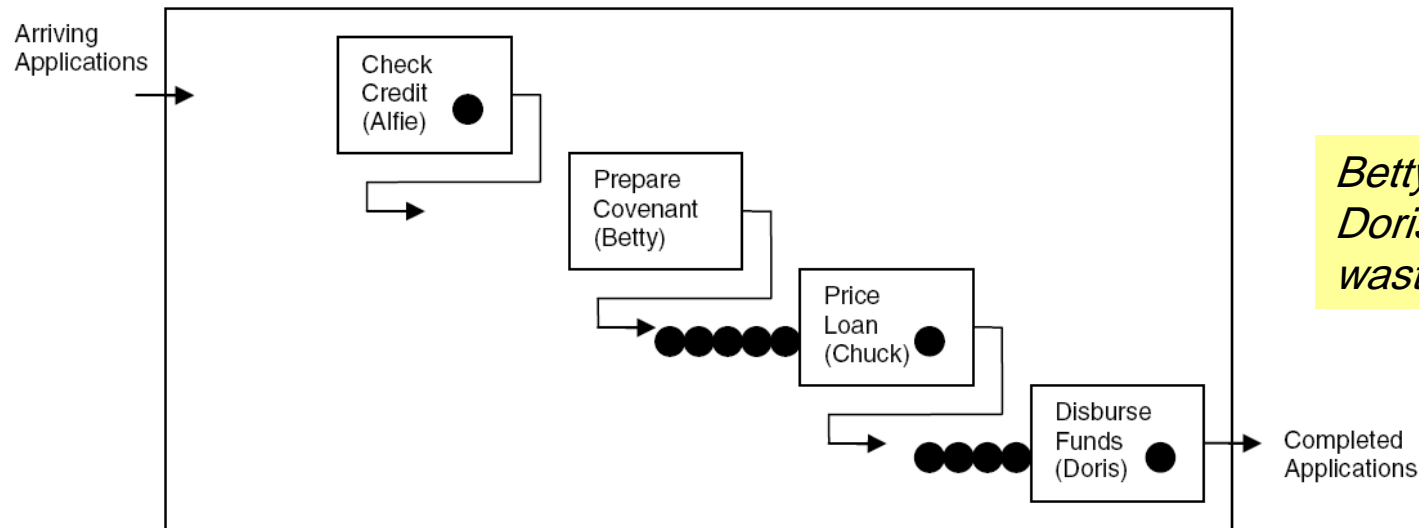 Arriving
Applications
Check
Credit
(Alfie)
Prepare
Covenant
(Betty)
Price
Loan
(Chuck)
Disburse
Funds
(Doris)
Completed
Applications
Betty
Doris
wast